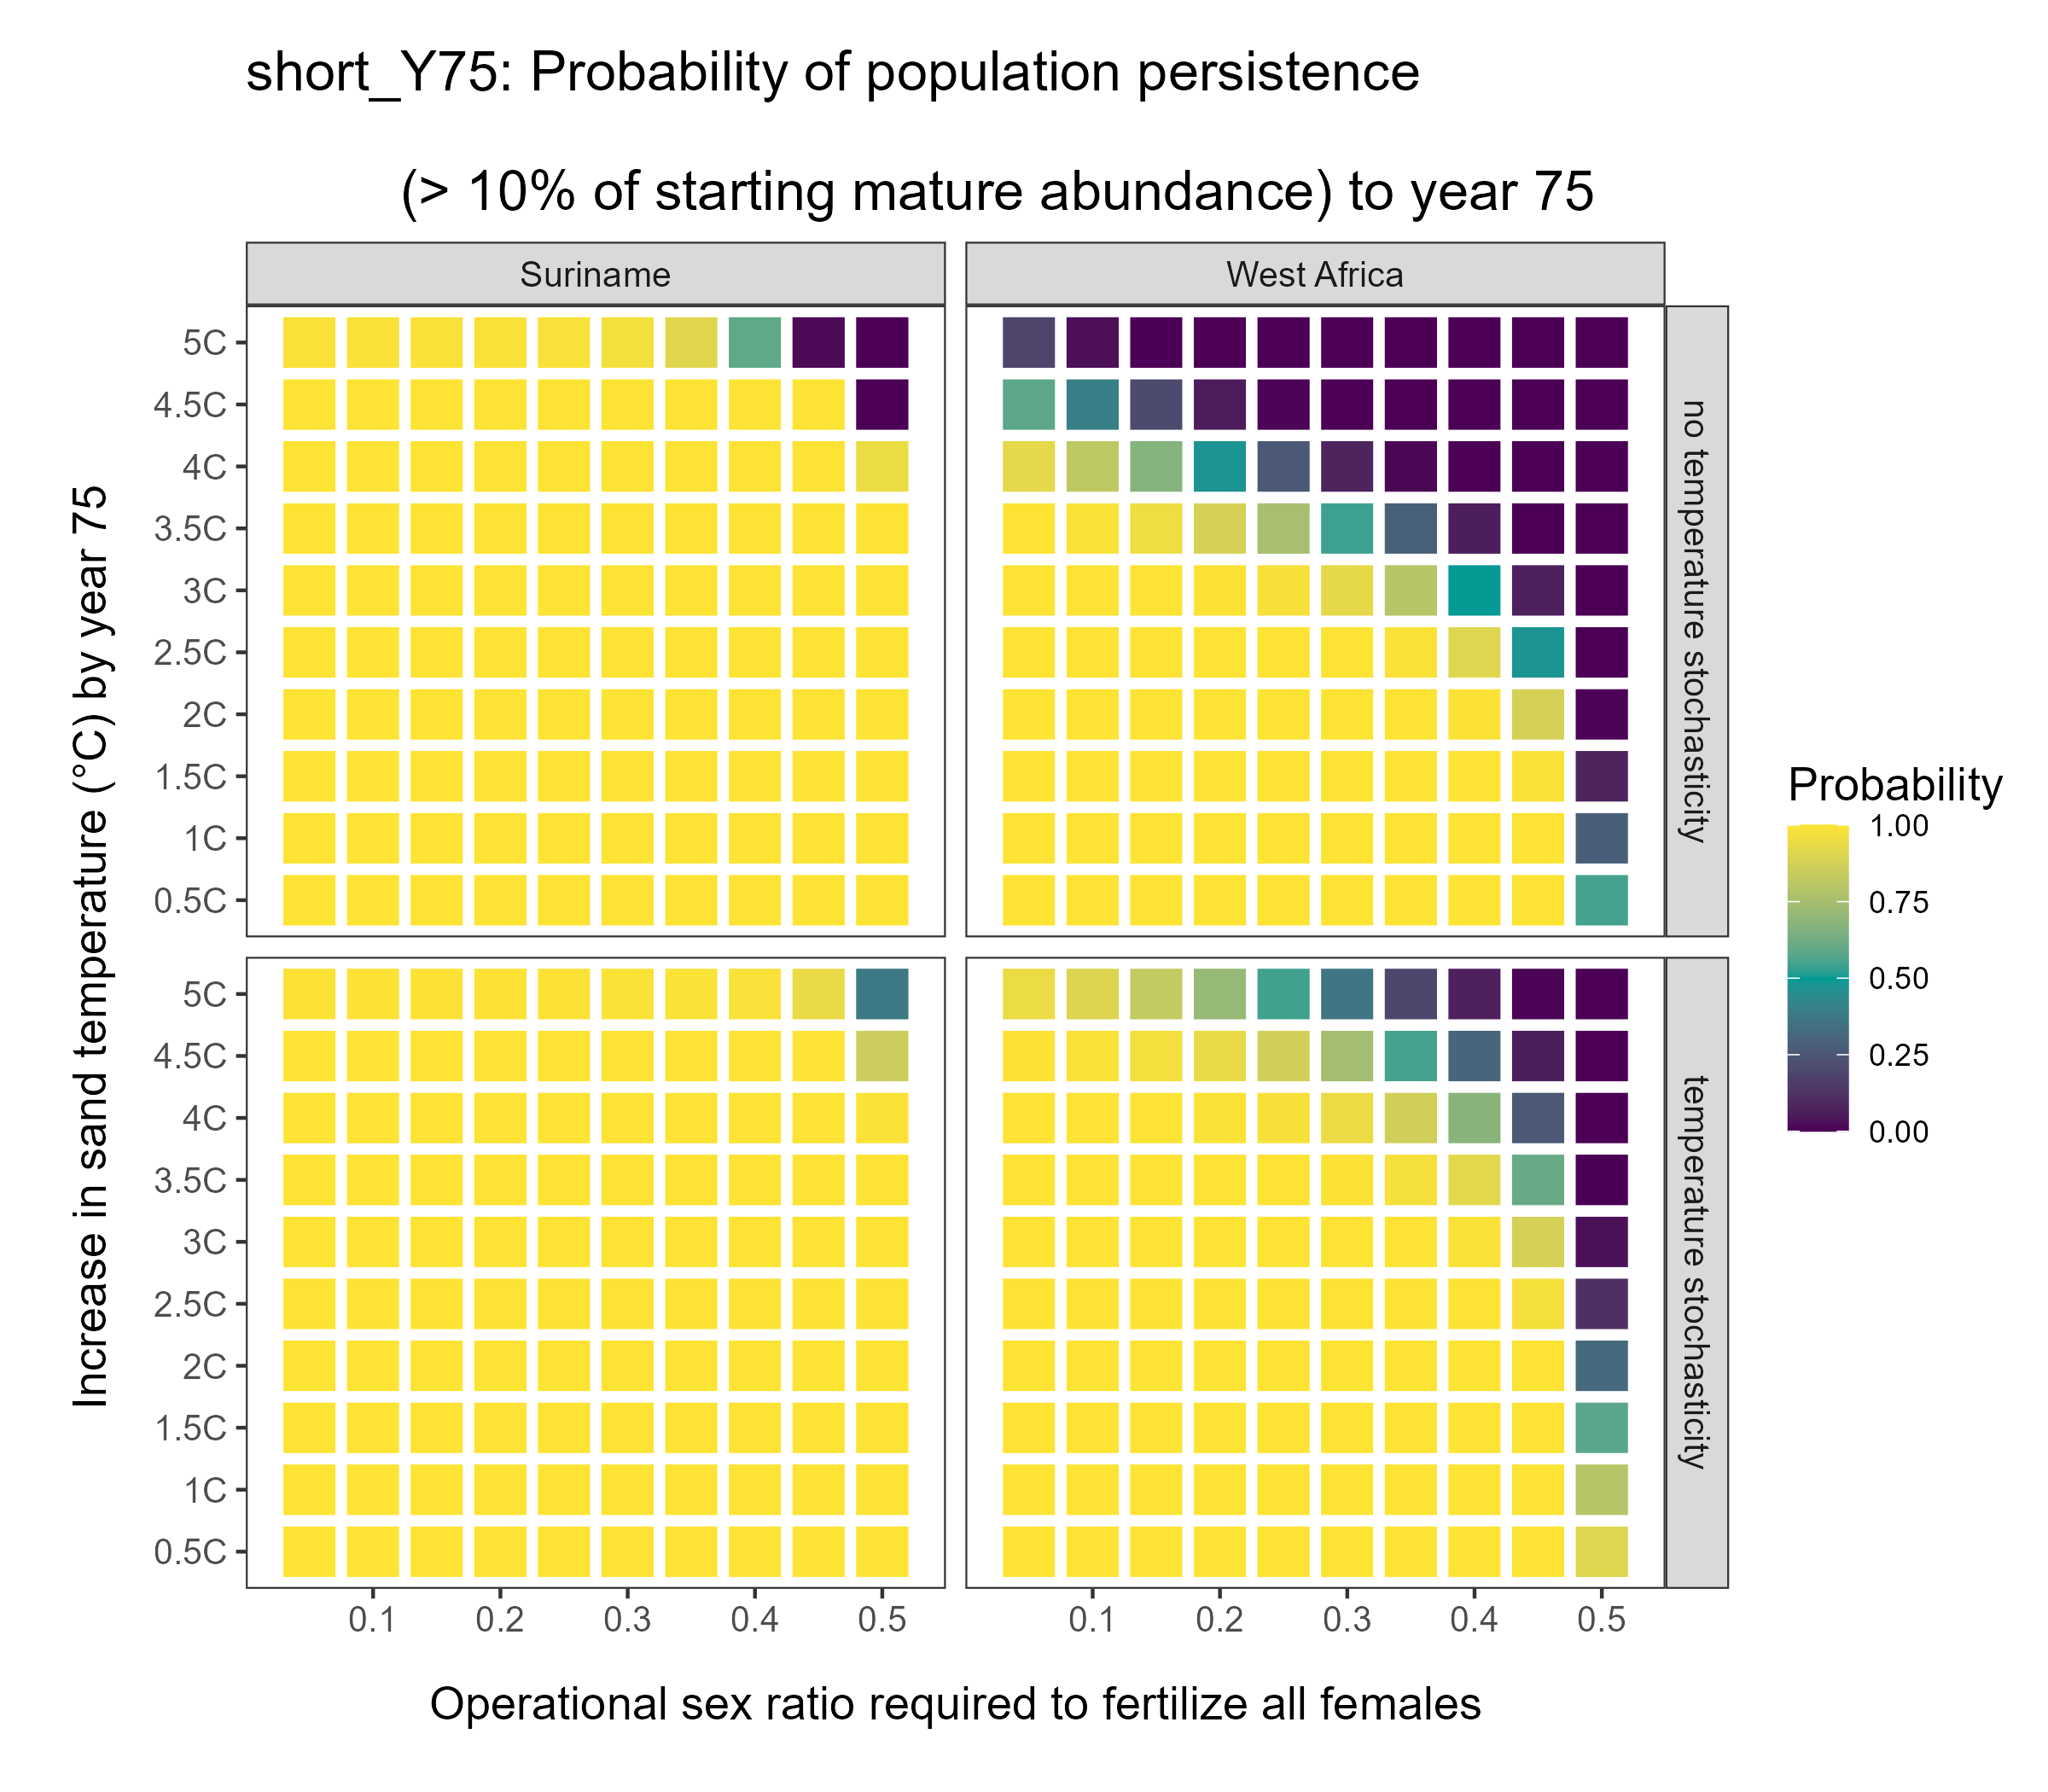 short_Y75: Probability of population persistence
(> 10% of starting mature abundance) to year 75
Suriname
West Africa
Increase in sand temperature (°C) by year 75
5C
4.5C
4C
3.5C
3C
2.5C
2C
1.5C
1C
0.5C
no temperature stochasticity
5C
4.5C
4C
3.5C
3C
2.5C
2C
1.5C
1C
0.5C
temperature stochasticity
0.1 0.2 0.3 0.4 0.5
0.1 0.2 0.3 0.4 0.5
Operational sex ratio required to fertilize all females
Probability
1.00
0.75
0.50
0.25
0.00